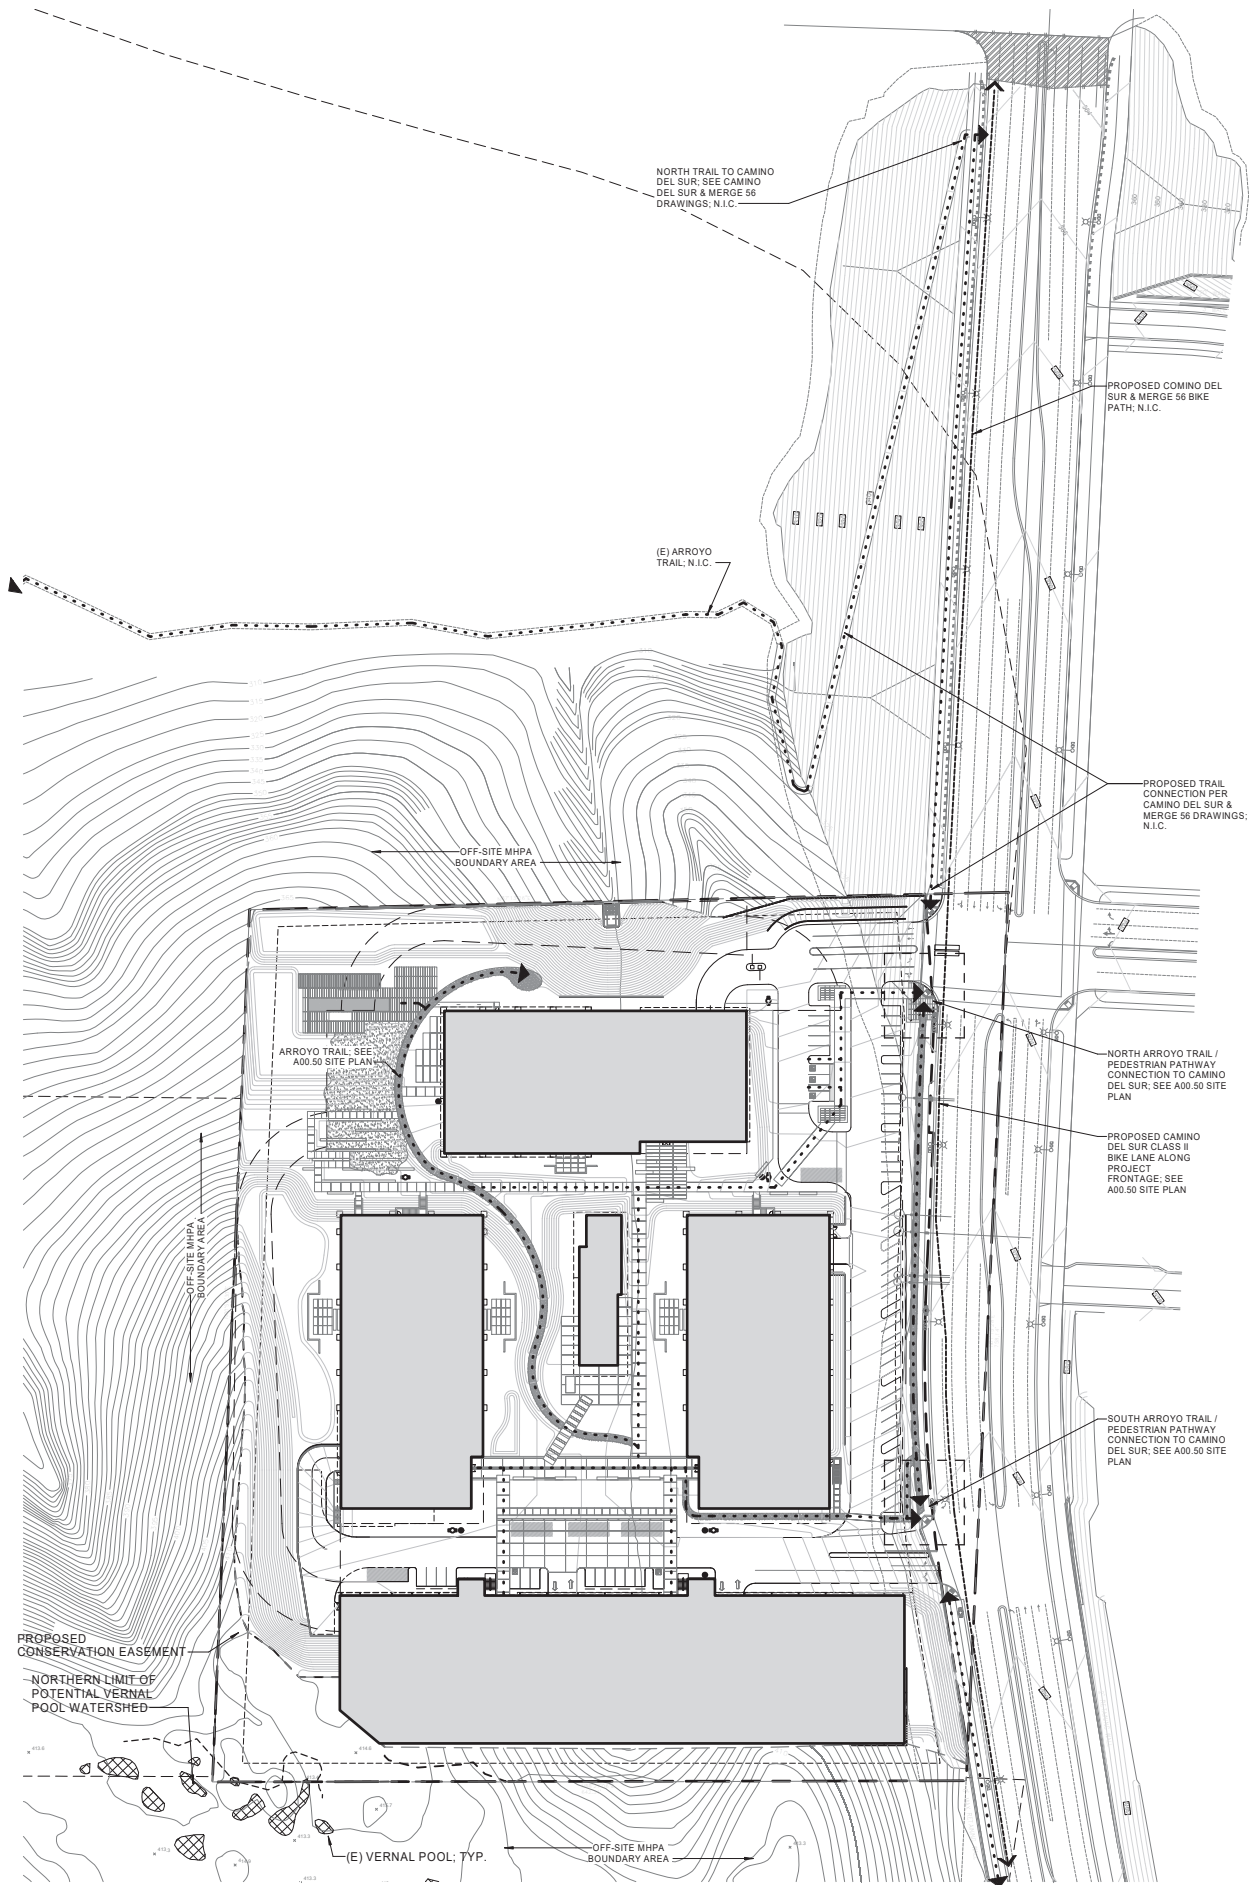 NORTH TRAIL TO CAMINO
DEL SUR; SEE CAMINO
DEL SUR & MERGE 56
DRAWINGS; N.I.C.
PROPOSED COMINO DEL
SUR & MERGE 56 BIKE
PATH; N.I.C.
(E) ARROYO
TRAIL; N.I.C.
PROPOSED TRAIL
CONNECTION PER
CAMINO DEL SUR &
MERGE 56 DRAWINGS;
N.I.C.
OFF-SITE MHPA
BOUNDARY AREA
ARROYO TRAIL; SEE
A00.50 SITE PLAN
NORTH ARROYO TRAIL /
PEDESTRIAN PATHWAY
CONNECTION TO CAMINO
DEL SUR; SEE A00.50 SITE
PLAN
PROPOSED CAMINO
DEL SUR CLASS II
BIKE LANE ALONG
PROJECT
FRONTAGE; SEE
A00.50 SITE PLAN
OFF-SITE MHPA
BOUNDARY AREA
SOUTH ARROYO TRAIL /
PEDESTRIAN PATHWAY
CONNECTION TO CAMINO
DEL SUR; SEE A00.50 SITE
PLAN
PROPOSED
CONSERVATION EASEMENT
NORTHERN LIMIT OF
POTENTIAL VERNAL
POOL WATERSHED
(E) VERNAL POOL; TYP.
OFF-SITE MHPA
BOUNDARY AREA